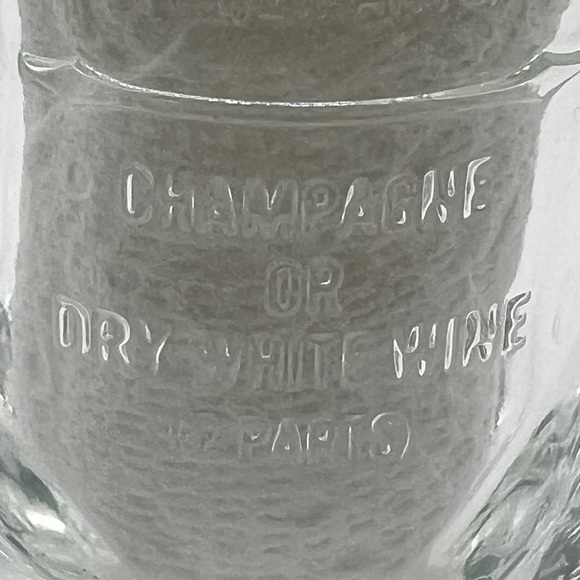 CHAMPAGNE
OR
DRY WHITE WINE
PARTS)